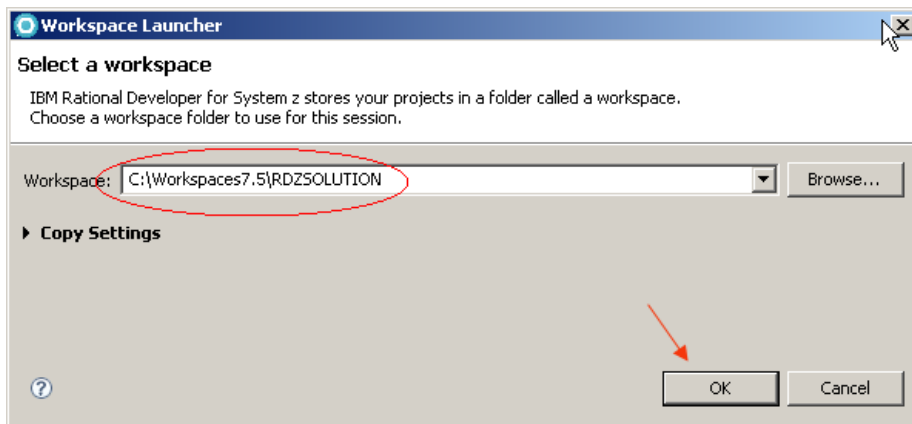 Workspace Launcher
Select a workspace
IBM Rational Developer for System z stores your projects in a folder called a workspace.
Choose a workspace folder to use for this session.
Workspace: C:\Workspaces7.5\RDZSOLUTION Browse...
Copy Settings
? OK Cancel